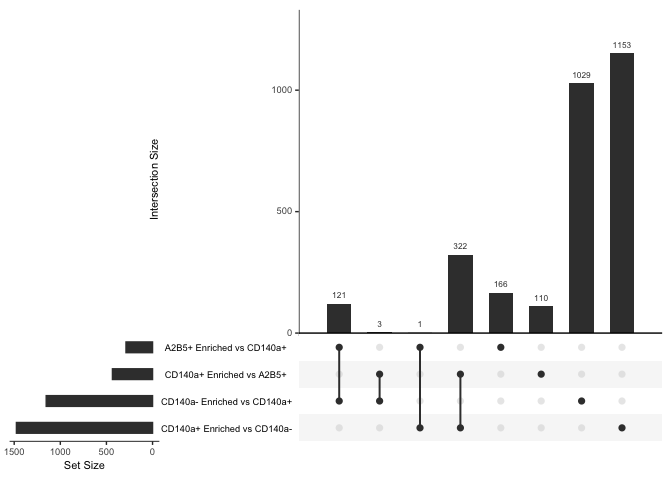 1153
1029
1000
Intersection Size
500
322
166
121
110
3
1
0
A2B5+ Enriched vs CD140a+
CD140a+ Enriched vs A2B5+
CD140a- Enriched vs CD140a+
CD140a+ Enriched vs CD140a-
1500 1000 500 0
Set Size